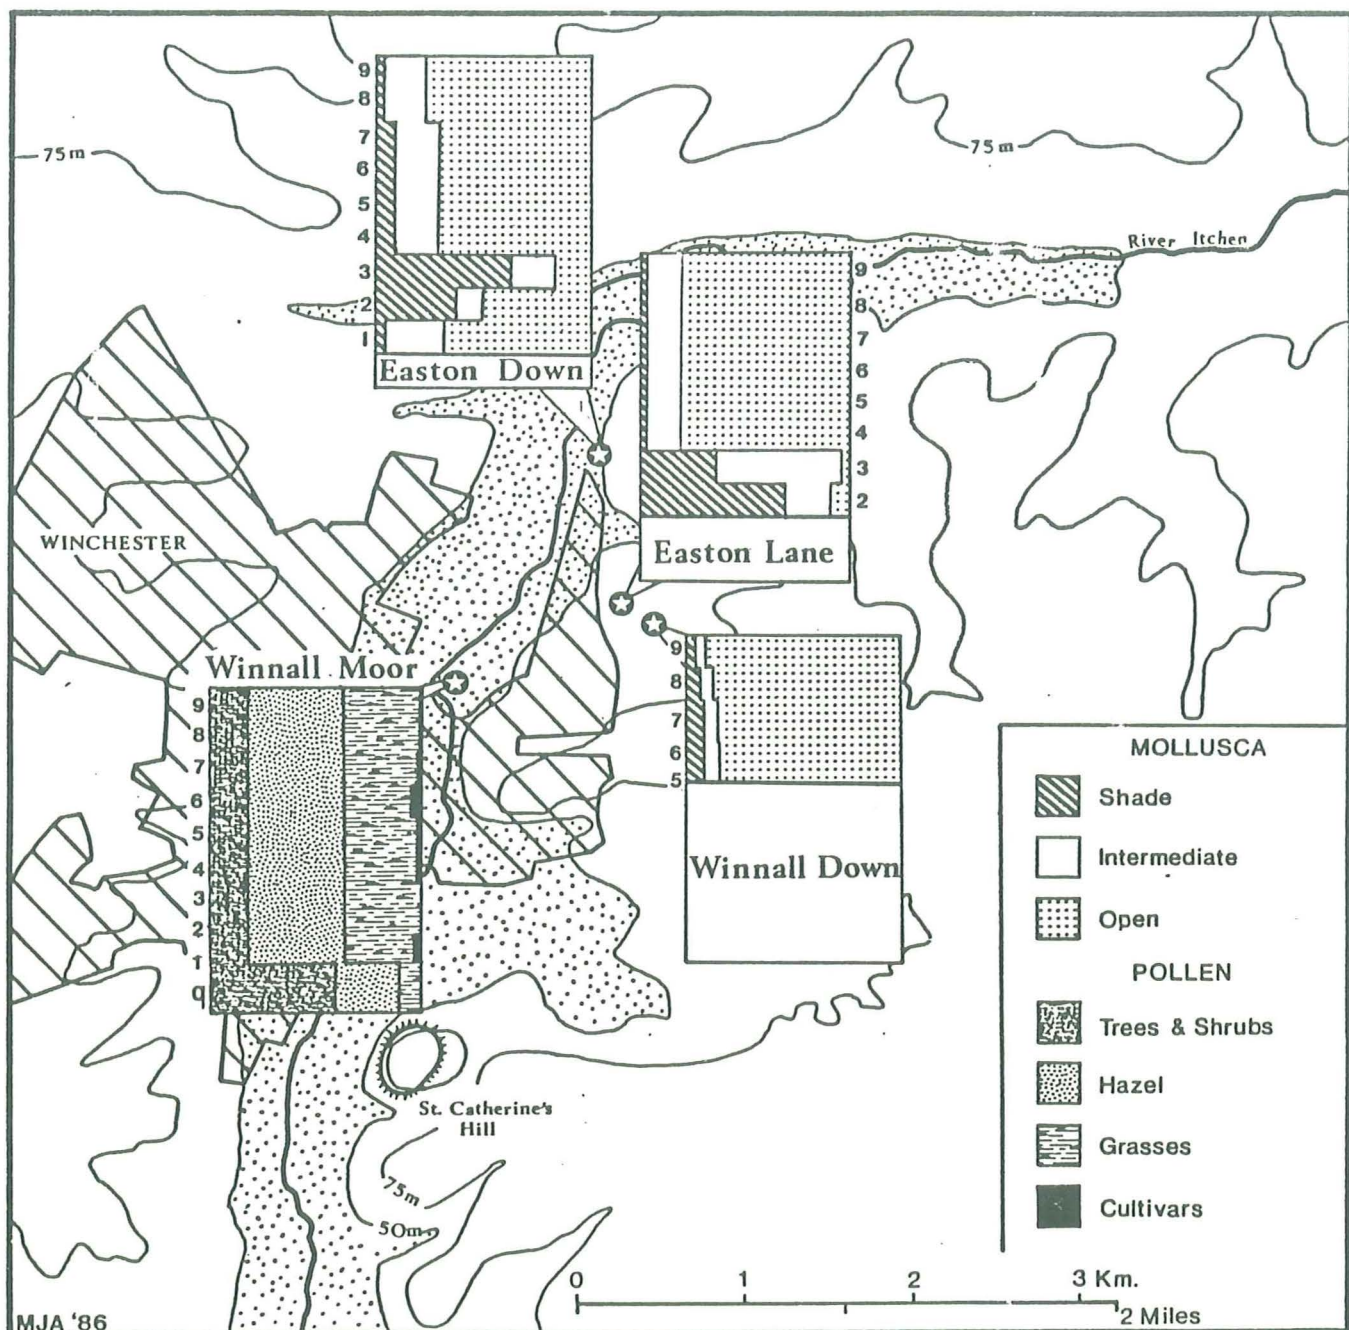 9
8
7
6
5
4
3
2
1
Easton Down
75m
75m
River Itchen
9
8
7
6
5
4
3
2
Easton Lane
WINCHESTER
Winnall Moor
9
8
7
6
5
4
3
2
1
9
8
7
6
5
Winnall Down
St. Catherine's
Hill
75m
50m
MOLLUSCA
Shade
Intermediate
Open
POLLEN
Trees & Shrubs
Hazel
Grasses
Cultivars
0 1 2 3 Km.
2 Miles
MJA '86